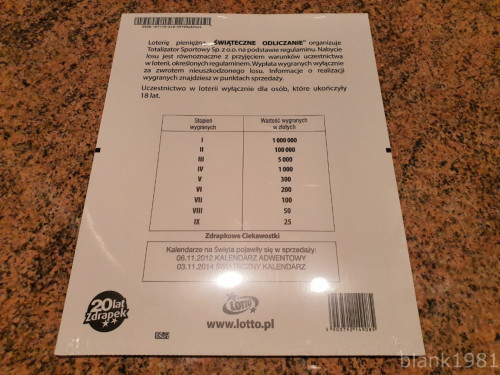 Loterię pieniężną „ŚWIĄTECZNE ODLICZANIE” organizuje
Totalizator Sportowy Sp. z o.o. na podstawie regulaminu. Nabycie
losu jest równoznaczne z przyjęciem warunków uczestnictwa
w loterii, określonych regulaminem. Wypłata wygranych wyłącznie
za zwrotem nieuszkodzonego losu. Informacje o realizacji
wygranych znajdziesz w punktach sprzedaży.
Uczestnictwo w loterii wyłącznie dla osób, które ukończyły
18 lat.
Stopień wygranych Wartość wygranych w złotych
I 1 000 000
II 100 000
III 5 000
IV 1 000
V 300
VI 200
VII 100
VIII 50
IX 25
Zdrapkowe Ciekawostki
Kalendarze na Święta pojawiły się w sprzedaży:
06.11.2012 KALENDARZ ADWENTOWY
03.11.2014 ŚWIĄTECZNY KALENDARZ
20 lat
Zdrapek
LOTTO
www.lotto.pl
blank1981